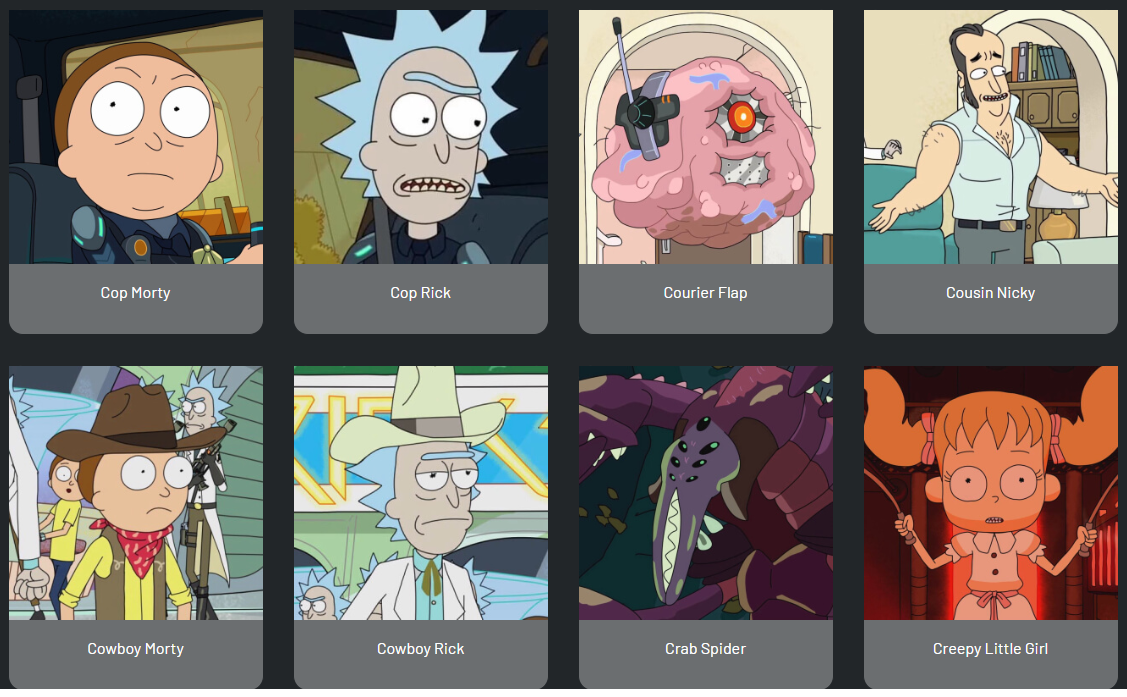 Cop Morty
Cop Rick
Courier Flap
Cousin Nicky
Cowboy Morty
Cowboy Rick
Crab Spider
Creepy Little Girl